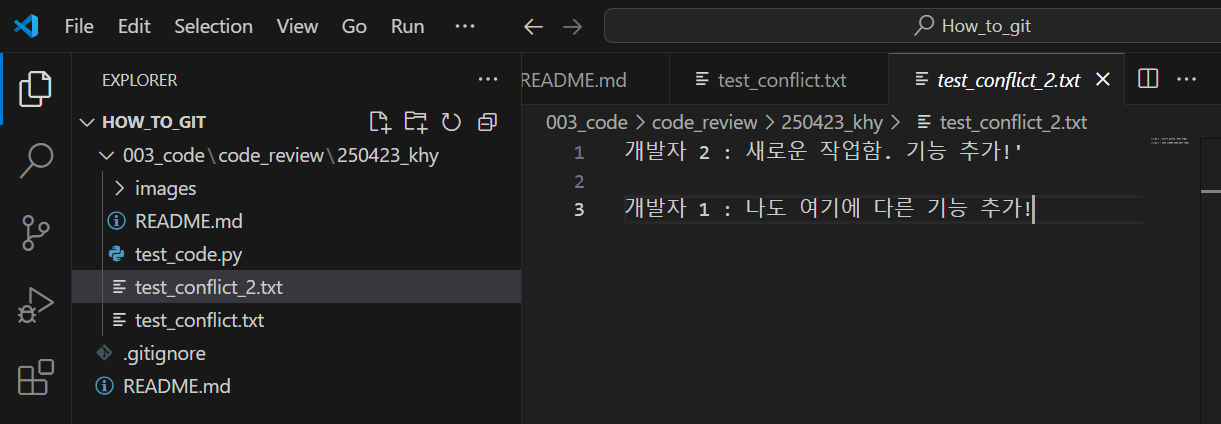 File Edit Selection View Go Run ··· ← → How_to_git
EXPLORER ···
README.md test_conflict.txt test_conflict_2.txt × ···
HOW_TO_GIT
003_code > code_review > 250423_khy > test_conflict_2.txt
003_code\code_review\250423_khy
images
README.md
test_code.py
test_conflict_2.txt
test_conflict.txt
.gitignore
README.md
1 개발자 2 : 새로운 작업함. 기능 추가!'
2
3 개발자 1 : 나도 여기에 다른 기능 추가!